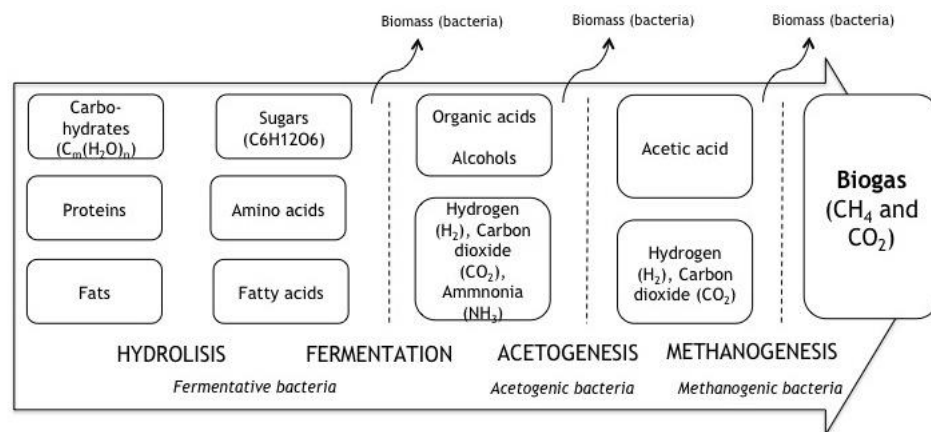 Biomass (bacteria)
Biomass (bacteria)
Biomass (bacteria)
Carbo-
hydrates
(Cₘ(H₂O)ₙ)
Sugars
(C6H12O6)
Organic acids
Alcohols
Acetic acid
Biogas
(CH₄ and
CO₂)
Proteins
Amino acids
Hydrogen
(H₂), Carbon
dioxide
(CO₂),
Ammnonia
(NH₃)
Hydrogen
(H₂), Carbon
dioxide (CO₂)
Fats
Fatty acids
HYDROLISIS
FERMENTATION
ACETOGENESIS
METHANOGENESIS
Fermentative bacteria
Acetogenic bacteria
Methanogenic bacteria